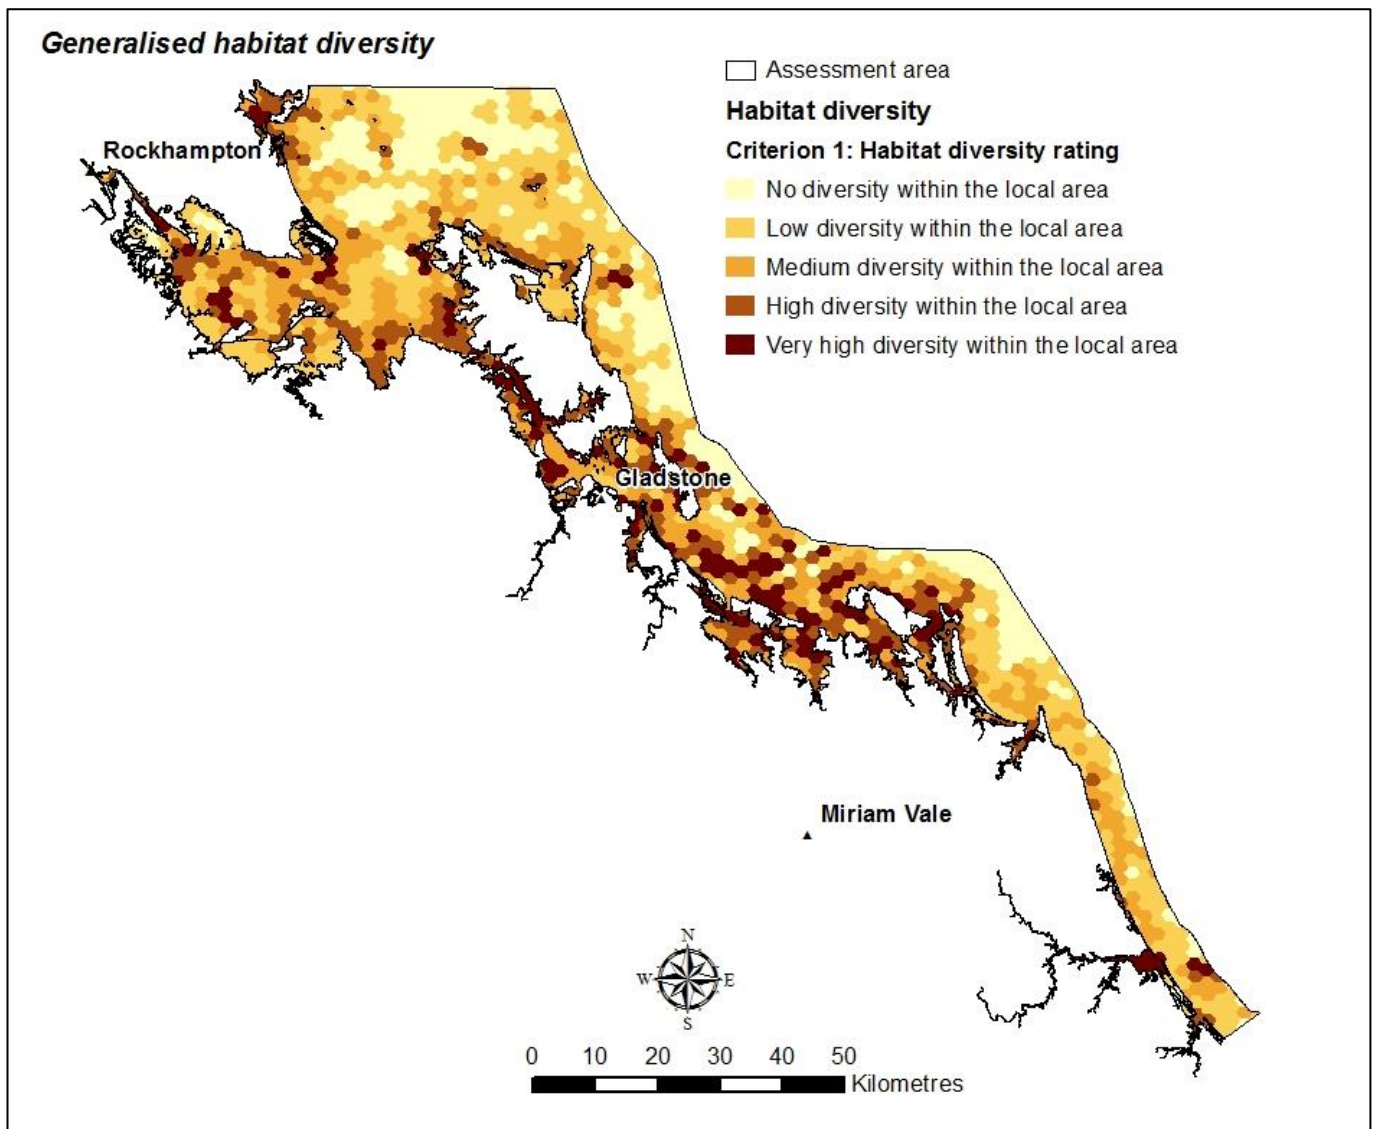 Generalised habitat diversity
Assessment area
Habitat diversity
Criterion 1: Habitat diversity rating
No diversity within the local area
Low diversity within the local area
Medium diversity within the local area
High diversity within the local area
Very high diversity within the local area
Rockhampton
Gladstone
Miriam Vale
N
W E
S
0 10 20 30 40 50
Kilometres